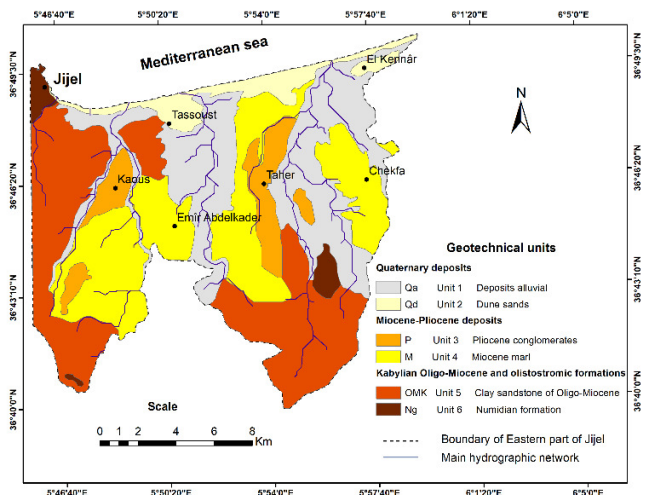 5°46'40"E 5°50'20"E 5°54'0"E 5°57'40"E 6°1'20"E 6°5'0"E
36°49'30"N
36°46'20"N
36°43'10"N
36°40'0"N
Mediterranean sea
Jijel
El Kennár
Tassoust
Kaous
Taher
Chekfa
Emir Abdelkader
N
36°49'30"N
36°46'20"N
36°43'10"N
36°40'0"N
Geotechnical units
Quaternary deposits
Qa Unit 1 Deposits alluvial
Qd Unit 2 Dune sands
Miocene-Pliocene deposits
P Unit 3 Pliocene conglomerates
M Unit 4 Miocene marl
Kabylian Oligo-Miocene and olistostromic formations
OMK Unit 5 Clay sandstone of Oligo-Miocene
Ng Unit 6 Numidian formation
Boundary of Eastern part of Jijel
Main hydrographic network
Scale
0 1 2 4 6 8
Km
5°46'40"E 5°50'20"E 5°54'0"E 5°57'40"E 6°1'20"E 6°5'0"E